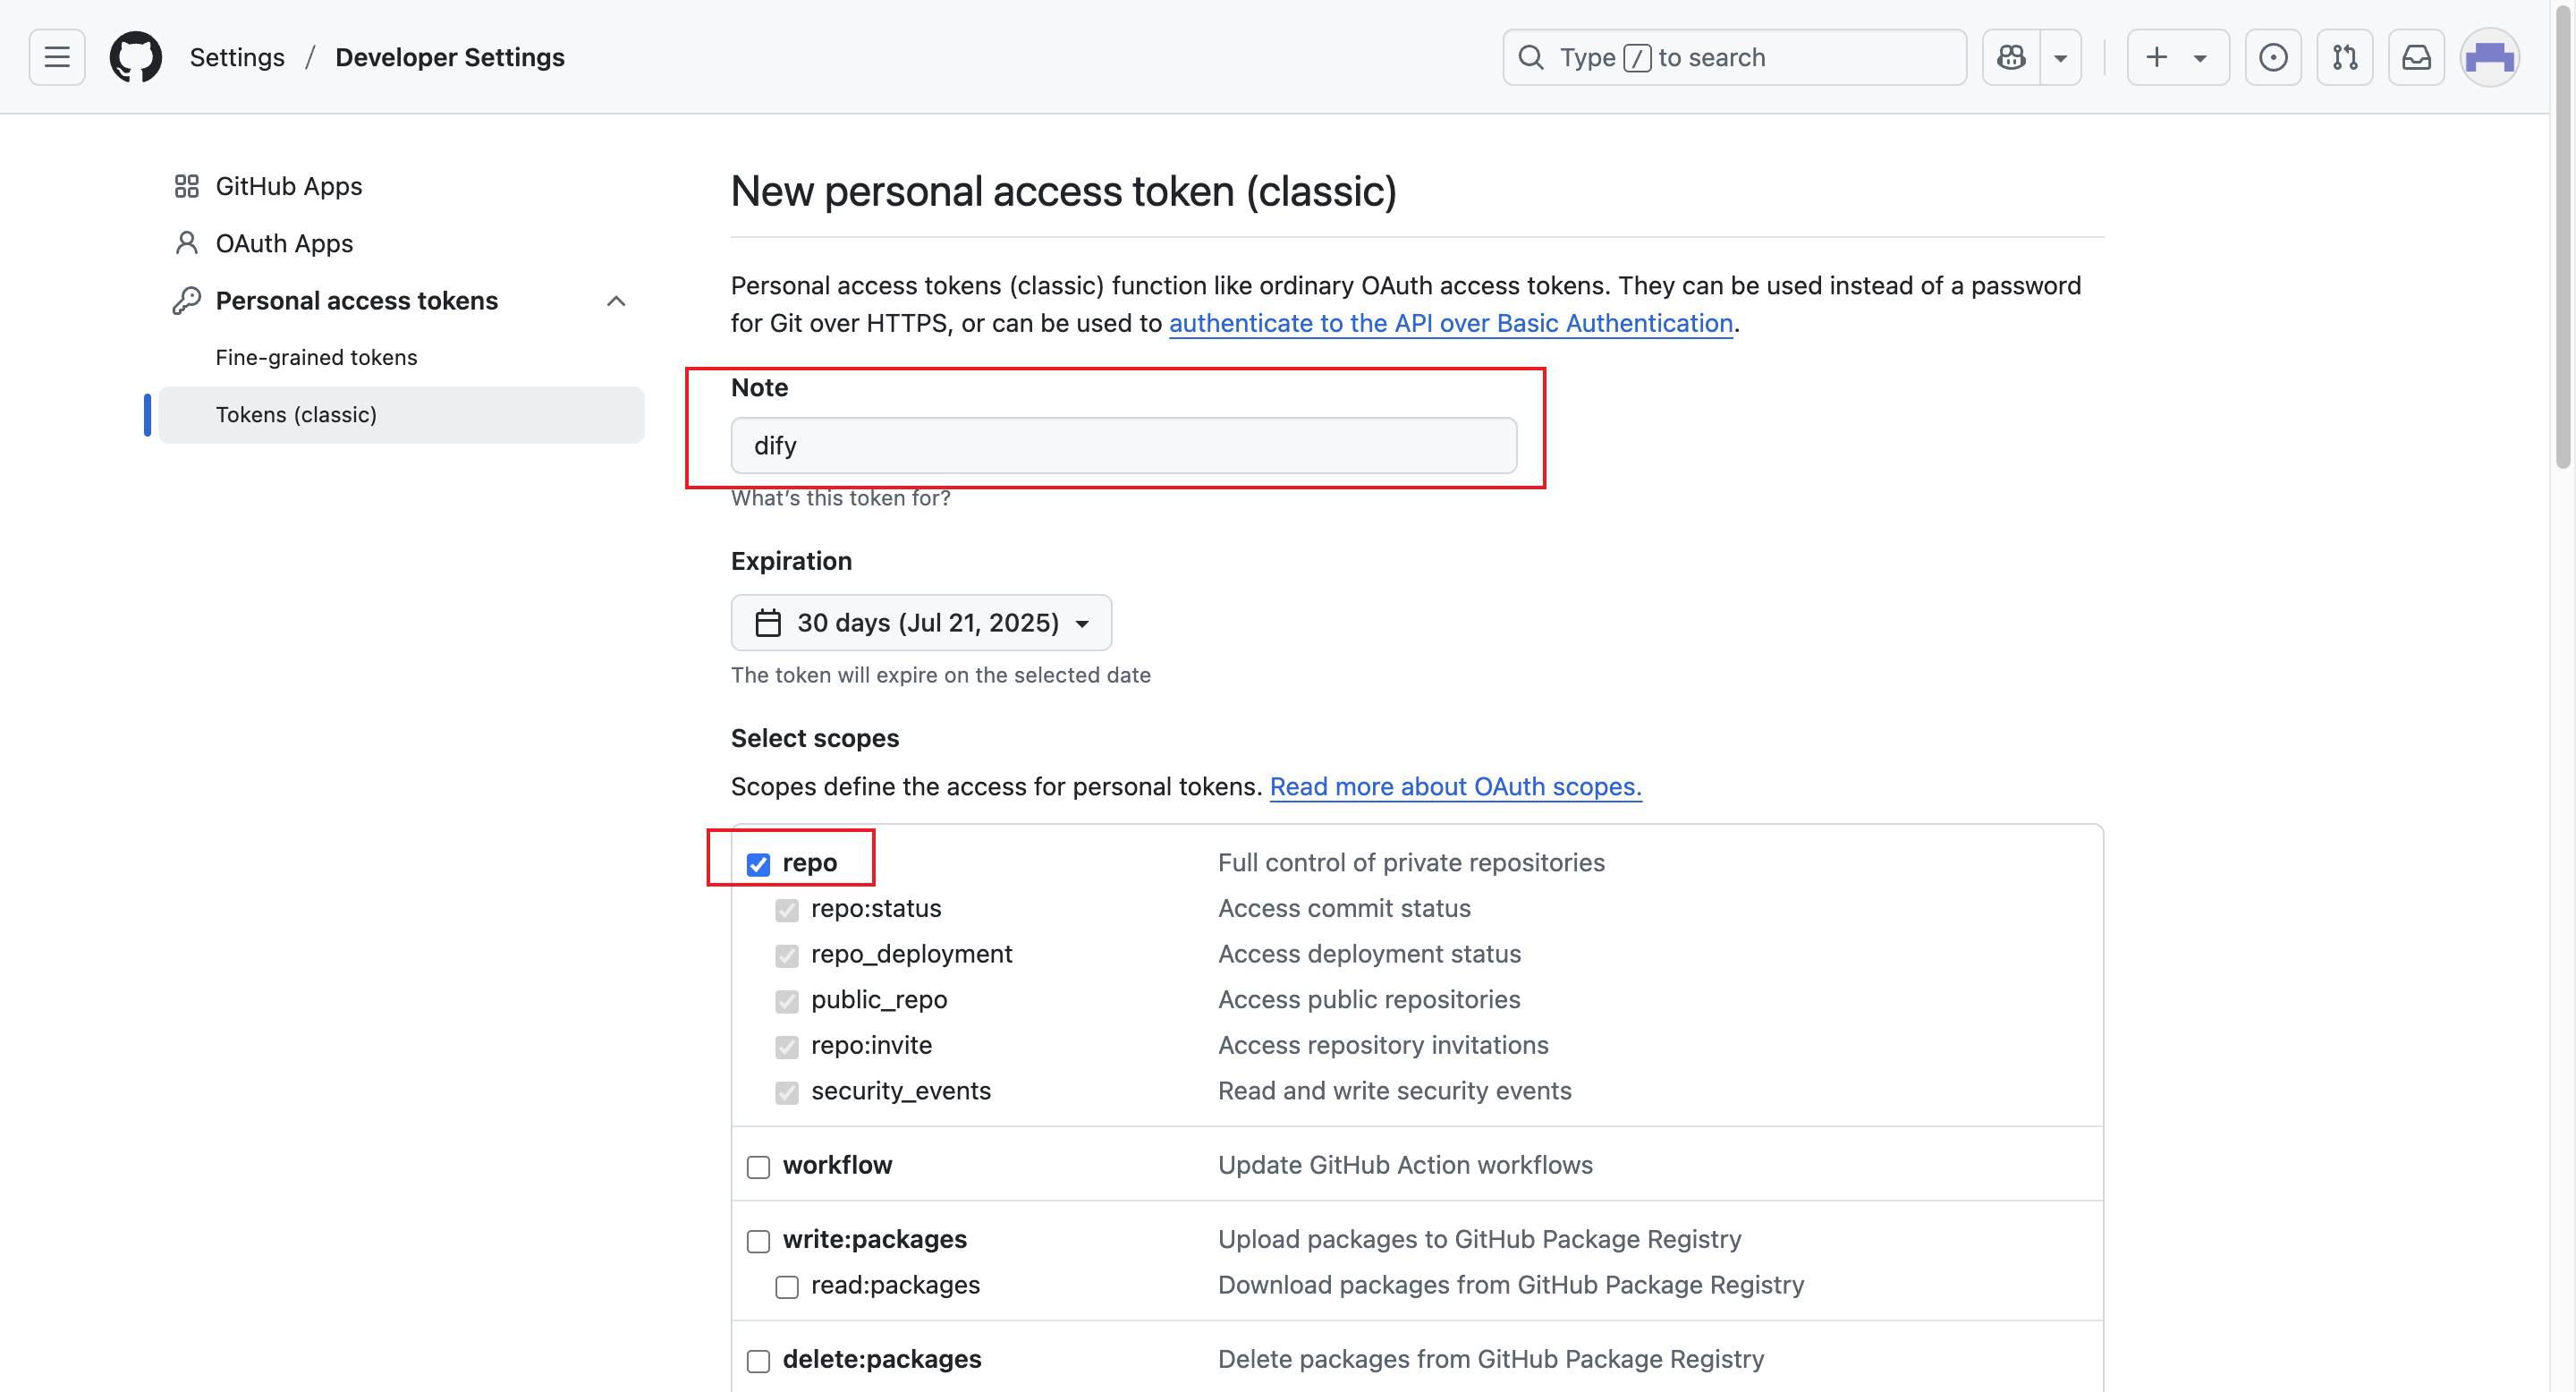 Settings / Developer Settings
Type / to search
GitHub Apps
OAuth Apps
Personal access tokens
Fine-grained tokens
Tokens (classic)
New personal access token (classic)
Personal access tokens (classic) function like ordinary OAuth access tokens. They can be used instead of a password
for Git over HTTPS, or can be used to authenticate to the API over Basic Authentication.
Note
dify
What's this token for?
Expiration
30 days (Jul 21, 2025)
The token will expire on the selected date
Select scopes
Scopes define the access for personal tokens. Read more about OAuth scopes.
repo Full control of private repositories
repo:status Access commit status
repo_deployment Access deployment status
public_repo Access public repositories
repo:invite Access repository invitations
security_events Read and write security events
workflow Update GitHub Action workflows
write:packages Upload packages to GitHub Package Registry
read:packages Download packages from GitHub Package Registry
delete:packages Delete packages from GitHub Package Registry